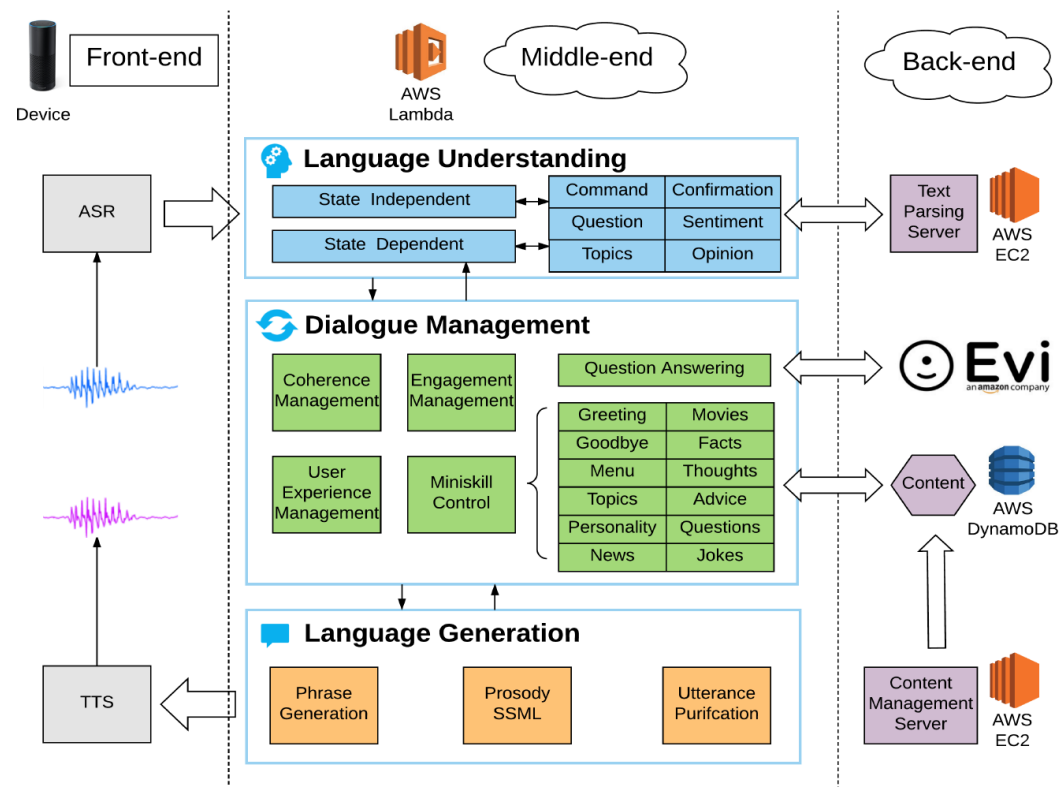 Front-end
Middle-end
Back-end
Device
AWS
Lambda
Language Understanding
ASR
State Independent
State Dependent
Command
Confirmation
Question
Sentiment
Topics
Opinion
Text
Parsing
Server
AWS
EC2
Dialogue Management
Coherence
Management
Engagement
Management
Question Answering
Evi
an amazon company
User
Experience
Management
Miniskill
Control
Greeting
Movies
Goodbye
Facts
Menu
Thoughts
Topics
Advice
Personality
Questions
News
Jokes
Content
AWS
DynamoDB
Language Generation
TTS
Phrase
Generation
Prosody
SSML
Utterance
Purifcation
Content
Management
Server
AWS
EC2